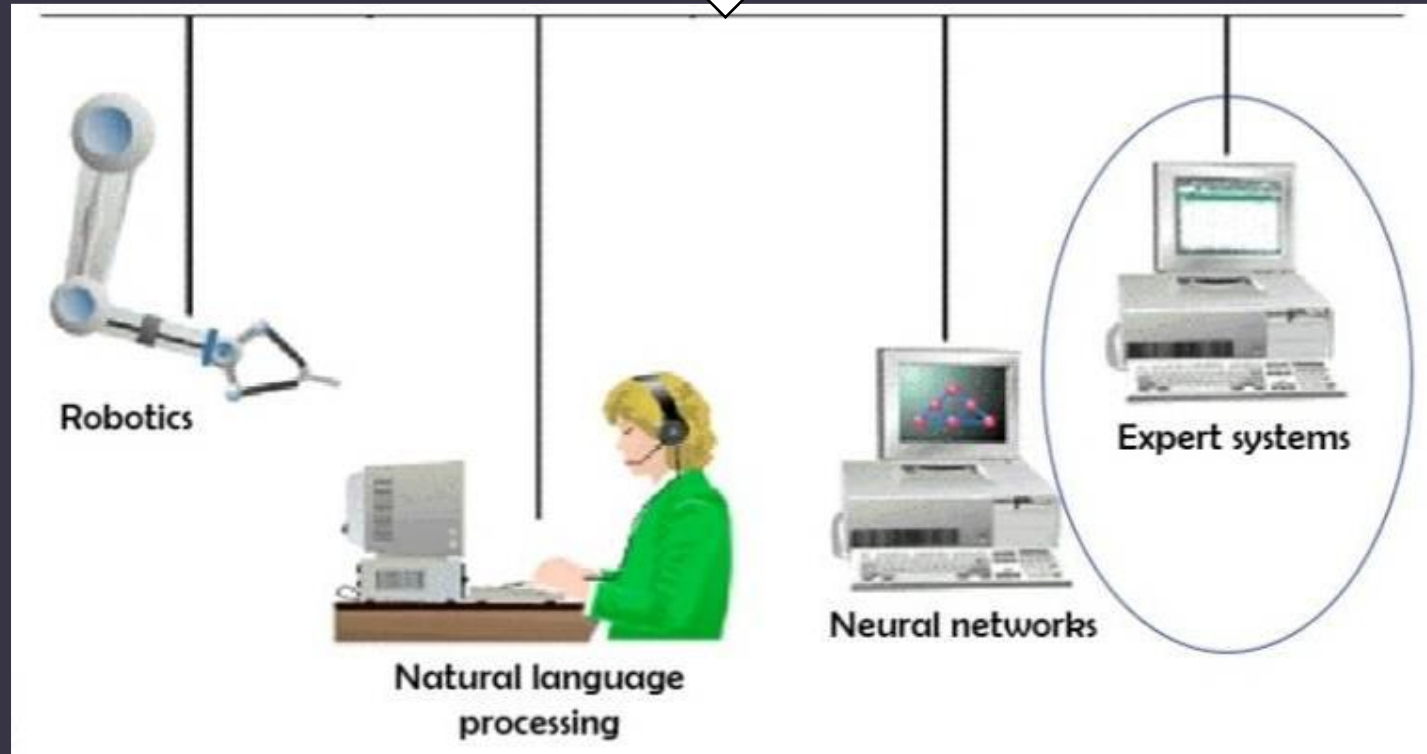 Robotics
Natural language
processing
Neural networks
Expert systems